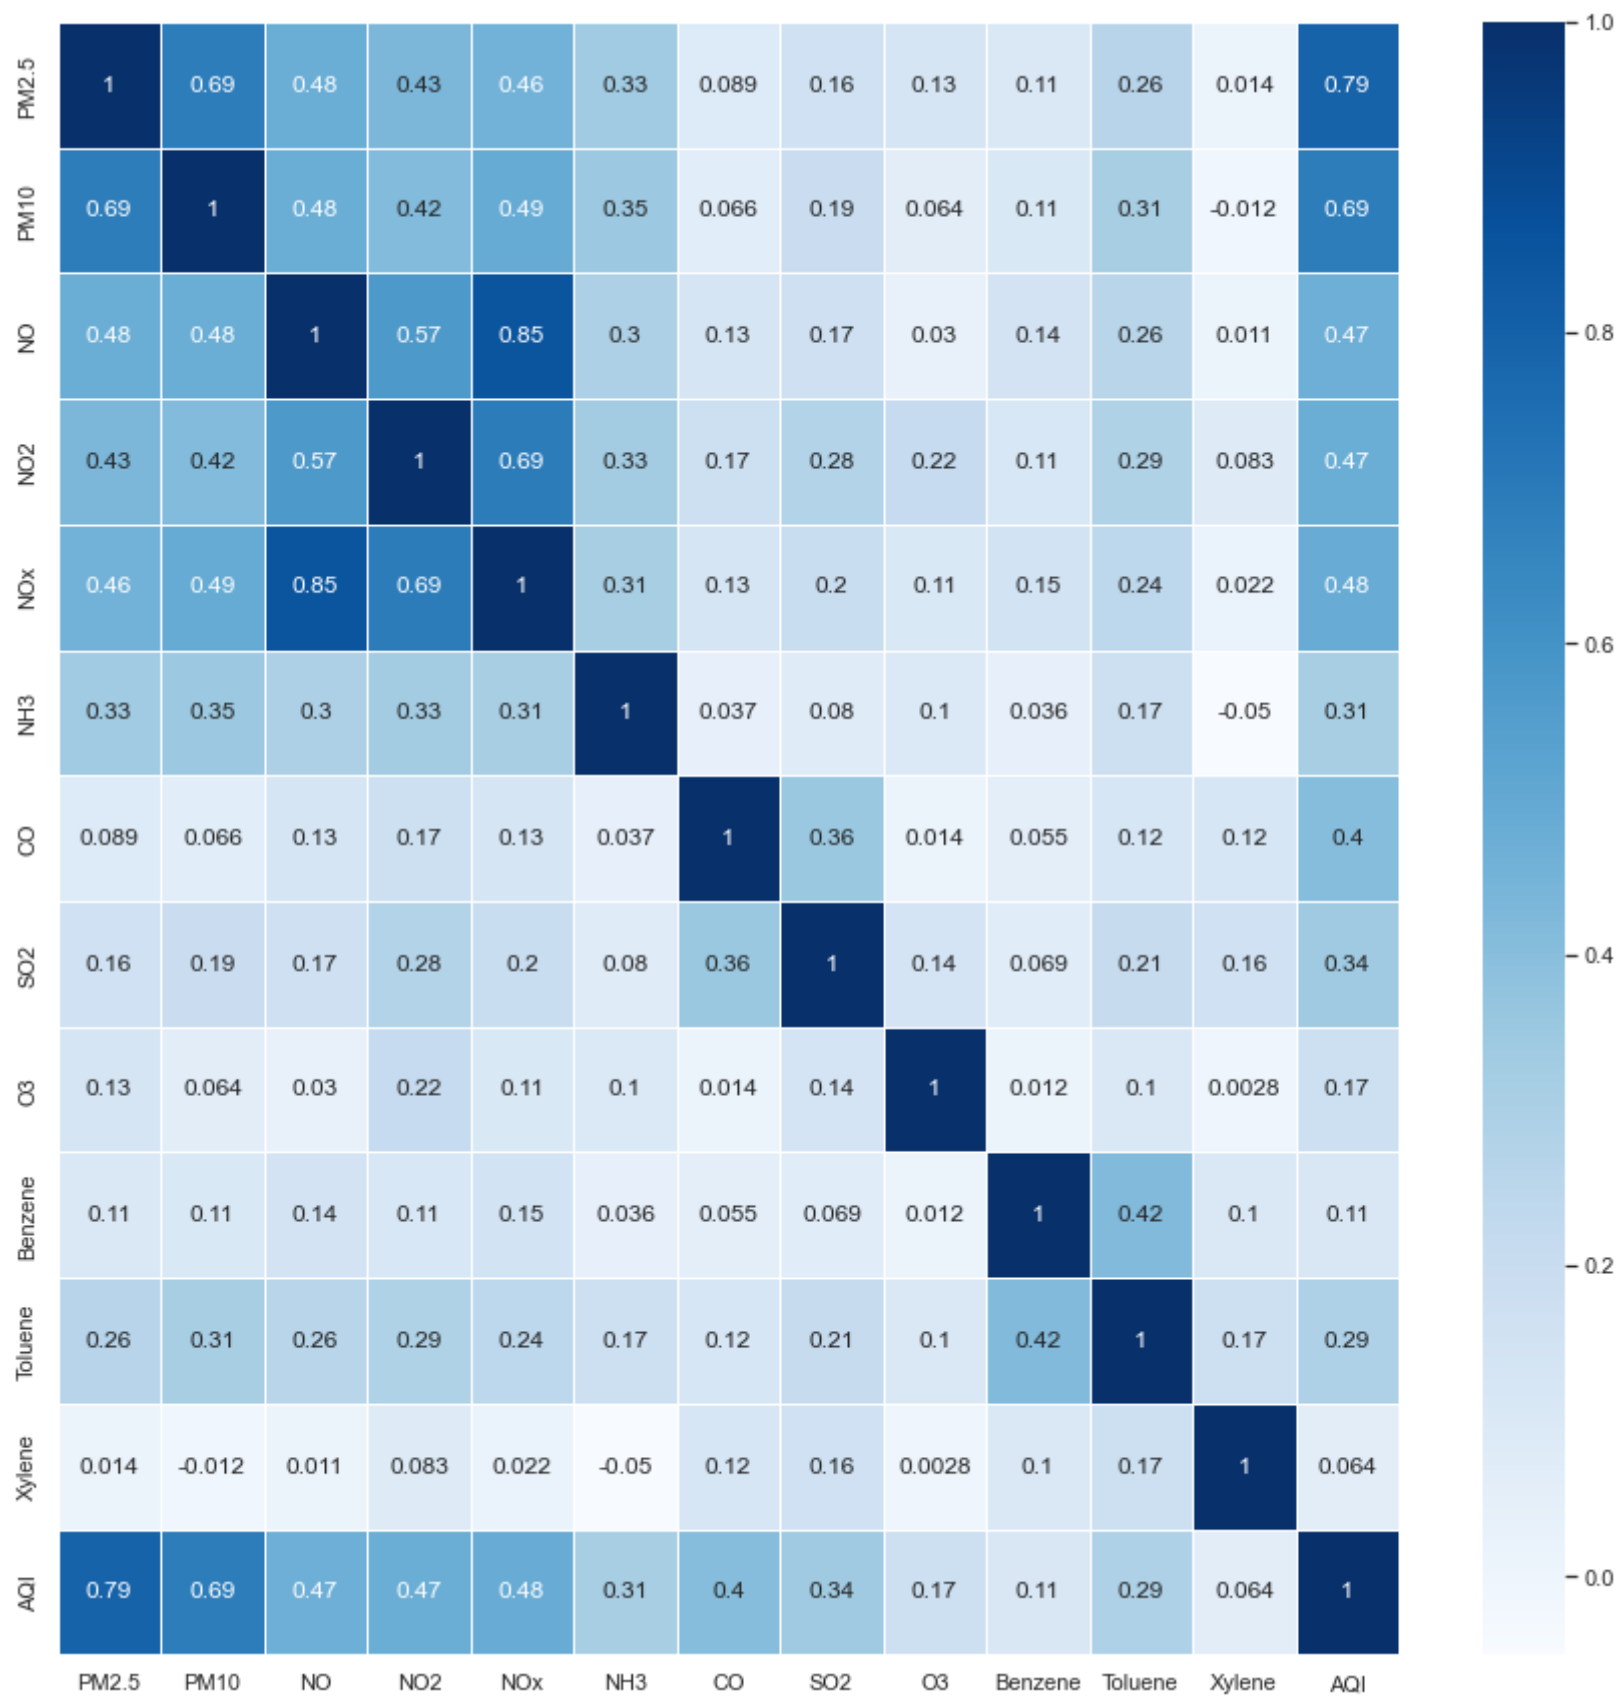 PM2.5 1 0.69 0.48 0.43 0.46 0.33 0.089 0.16 0.13 0.11 0.26 0.014 0.79
PM10 0.69 1 0.48 0.42 0.49 0.35 0.066 0.19 0.064 0.11 0.31 -0.012 0.69
NO 0.48 0.48 1 0.57 0.85 0.3 0.13 0.17 0.03 0.14 0.26 0.011 0.47
NO2 0.43 0.42 0.57 1 0.69 0.33 0.17 0.28 0.22 0.11 0.29 0.083 0.47
NOx 0.46 0.49 0.85 0.69 1 0.31 0.13 0.2 0.11 0.15 0.24 0.022 0.48
NH3 0.33 0.35 0.3 0.33 0.31 1 0.037 0.08 0.1 0.036 0.17 -0.05 0.31
CO 0.089 0.066 0.13 0.17 0.13 0.037 1 0.36 0.014 0.055 0.12 0.12 0.4
SO2 0.16 0.19 0.17 0.28 0.2 0.08 0.36 1 0.14 0.069 0.21 0.16 0.34
O3 0.13 0.064 0.03 0.22 0.11 0.1 0.014 0.14 1 0.012 0.1 0.0028 0.17
Benzene 0.11 0.11 0.14 0.11 0.15 0.036 0.055 0.069 0.012 1 0.42 0.1 0.11
Toluene 0.26 0.31 0.26 0.29 0.24 0.17 0.12 0.21 0.1 0.42 1 0.17 0.29
Xylene 0.014 -0.012 0.011 0.083 0.022 -0.05 0.12 0.16 0.0028 0.1 0.17 1 0.064
AQI 0.79 0.69 0.47 0.47 0.48 0.31 0.4 0.34 0.17 0.11 0.29 0.064 1
PM2.5 PM10 NO NO2 NOx NH3 CO SO2 O3 Benzene Toluene Xylene AQI
1.0
0.8
0.6
0.4
0.2
0.0